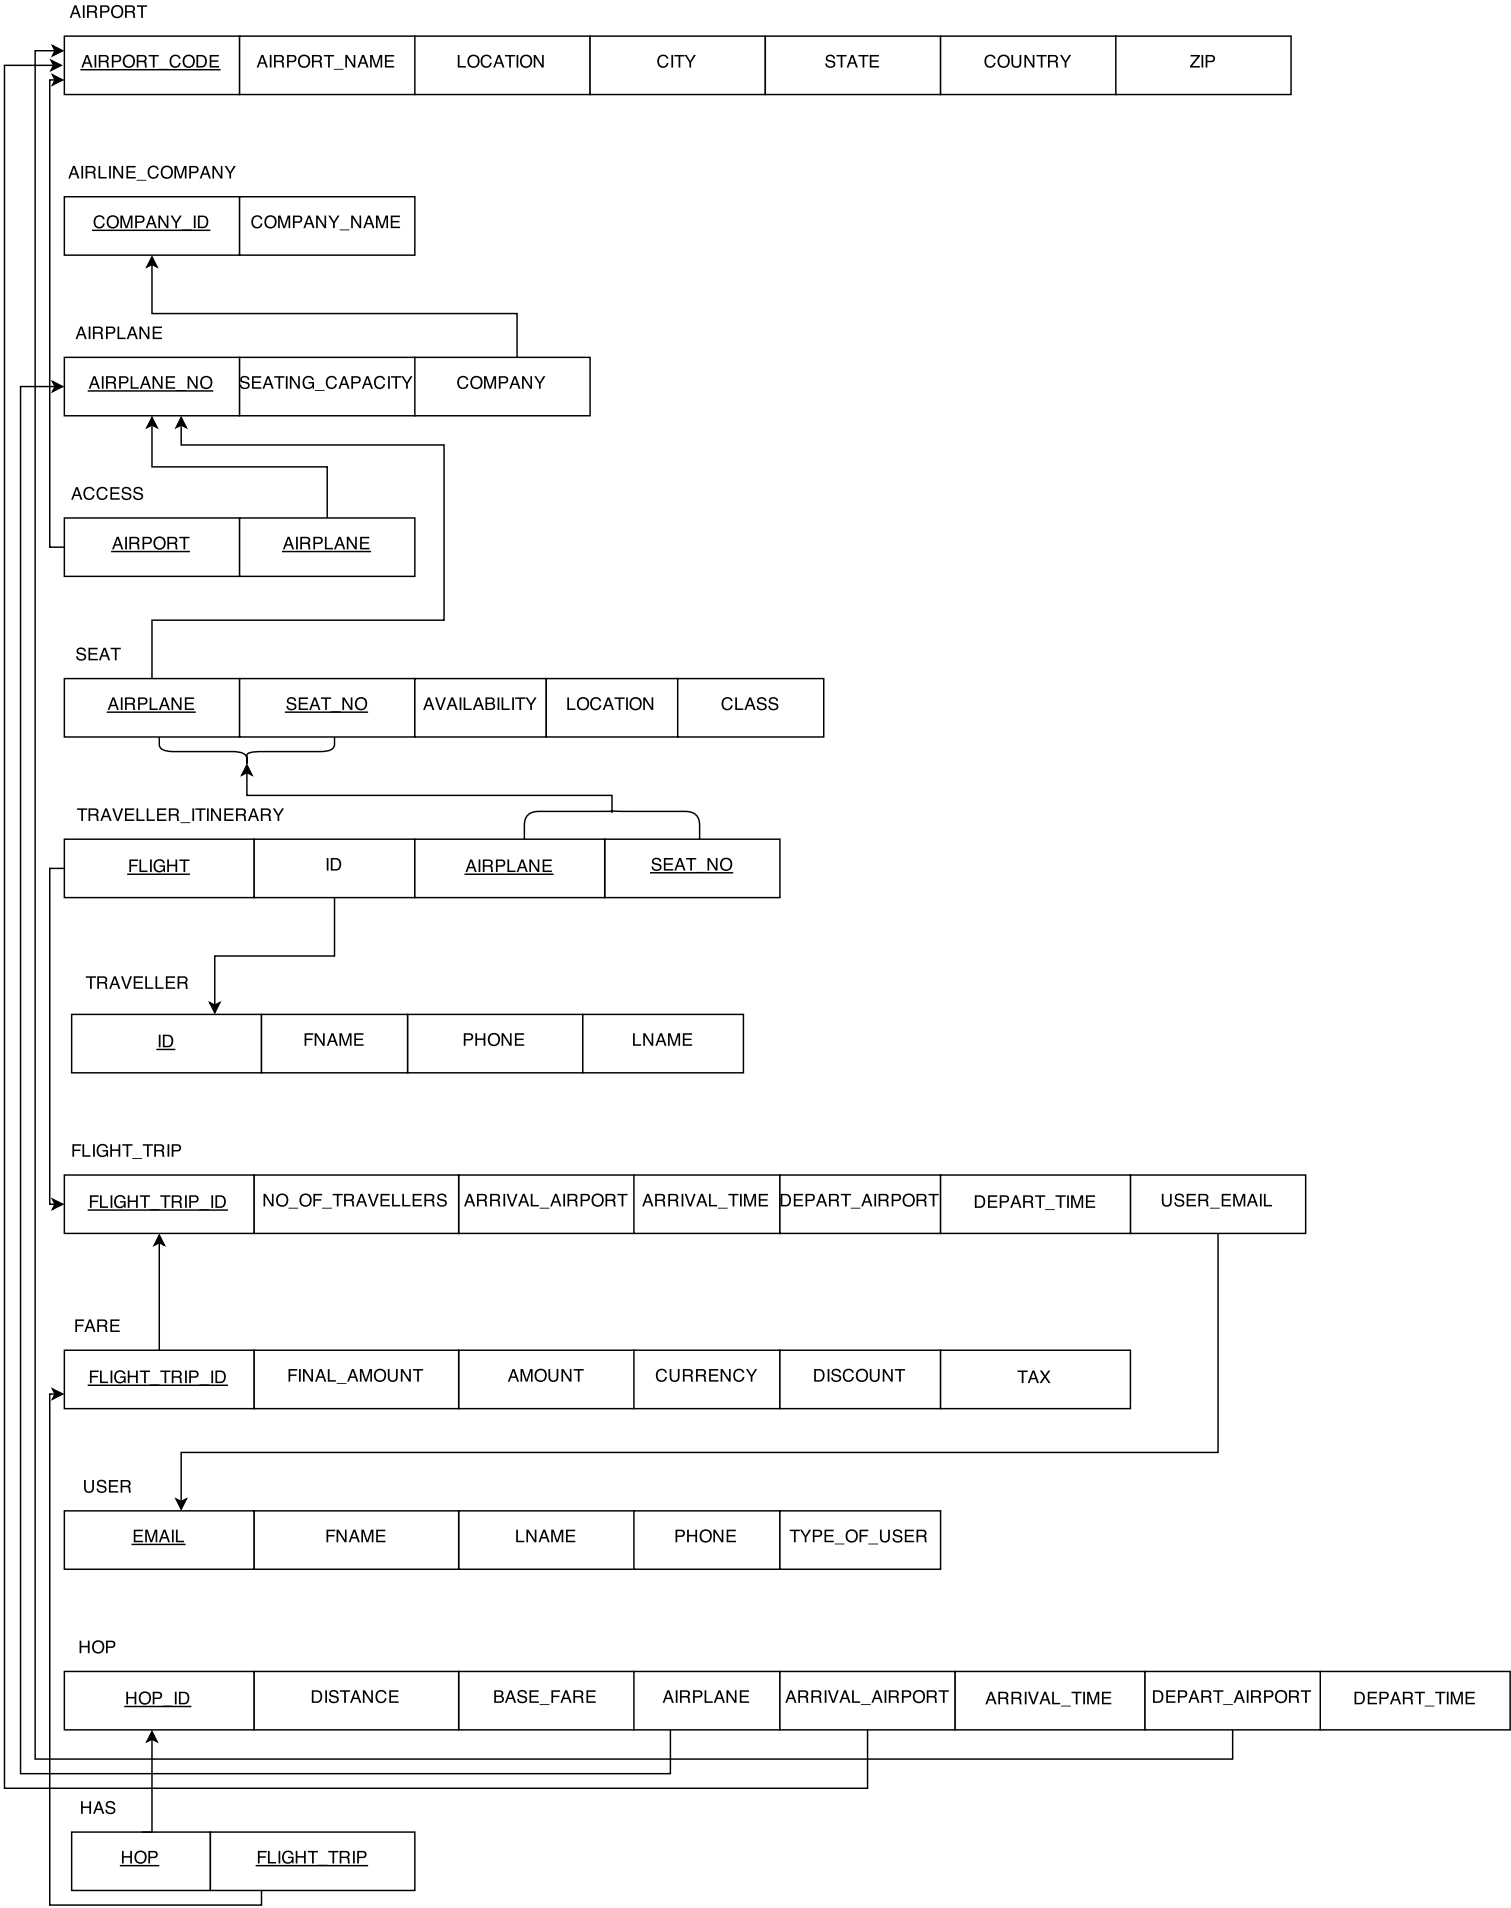 AIRPORT
AIRPORT_CODE AIRPORT_NAME LOCATION CITY STATE COUNTRY ZIP
AIRLINE_COMPANY
COMPANY_ID COMPANY_NAME
AIRPLANE
AIRPLANE_NO SEATING_CAPACITY COMPANY
ACCESS
AIRPORT AIRPLANE
SEAT
AIRPLANE SEAT_NO AVAILABILITY LOCATION CLASS
TRAVELLER_ITINERARY
FLIGHT ID AIRPLANE SEAT_NO
TRAVELLER
ID FNAME PHONE LNAME
FLIGHT_TRIP
FLIGHT_TRIP_ID NO_OF_TRAVELLERS ARRIVAL_AIRPORT ARRIVAL_TIME DEPART_AIRPORT DEPART_TIME USER_EMAIL
FARE
FLIGHT_TRIP_ID FINAL_AMOUNT AMOUNT CURRENCY DISCOUNT TAX
USER
EMAIL FNAME LNAME PHONE TYPE_OF_USER
HOP
HOP_ID DISTANCE BASE_FARE AIRPLANE ARRIVAL_AIRPORT ARRIVAL_TIME DEPART_AIRPORT DEPART_TIME
HAS
HOP FLIGHT_TRIP